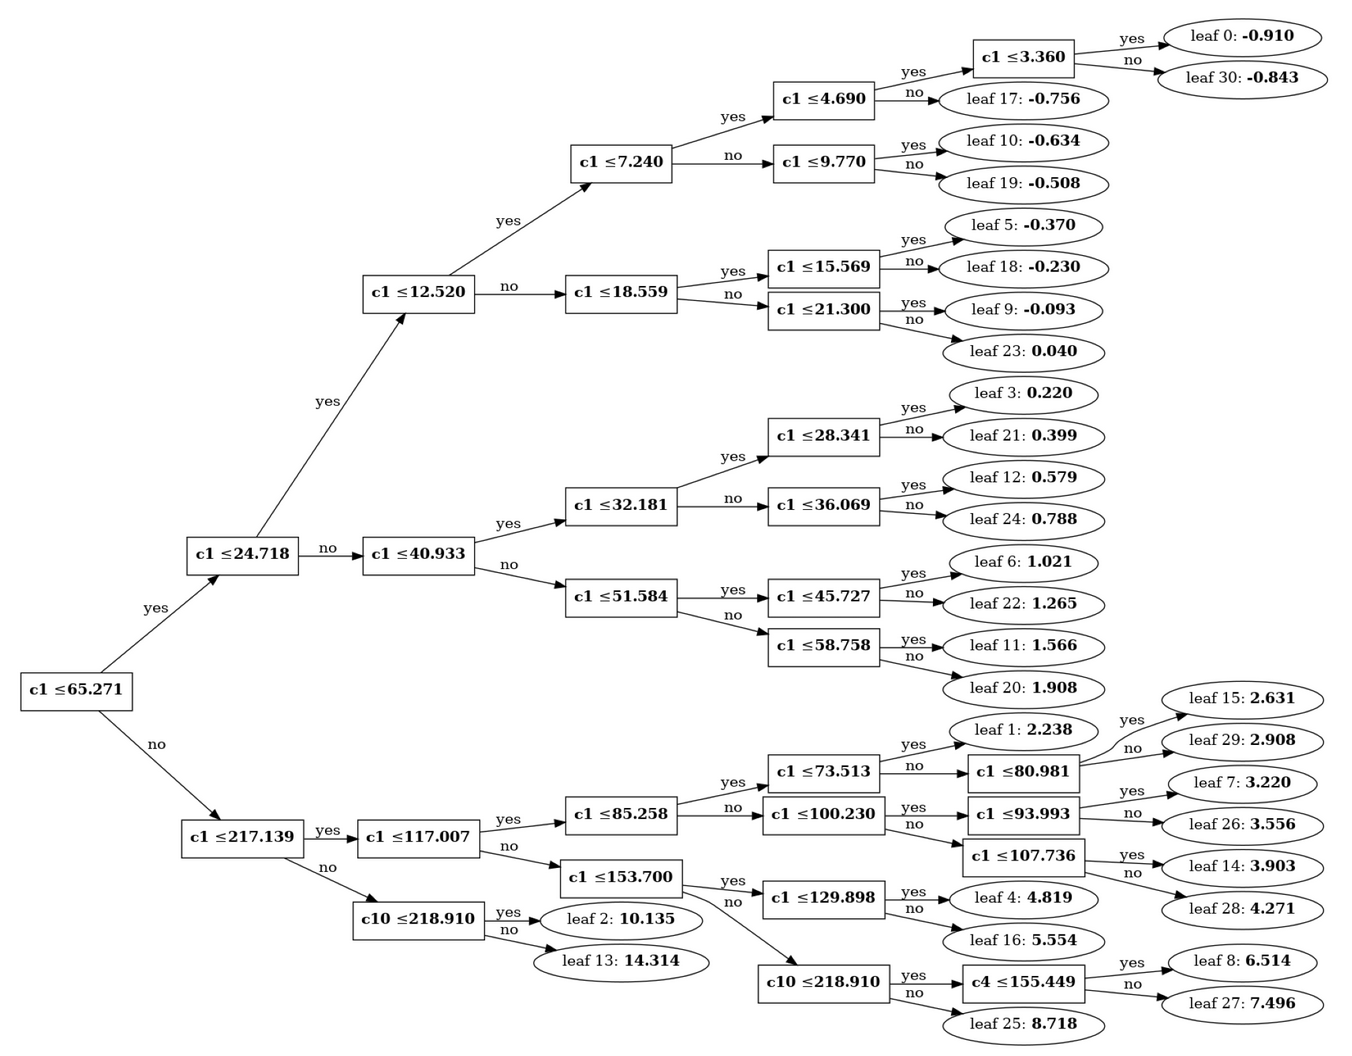 c1 ≤3.360
yes
leaf 0: -0.910
no
leaf 30: -0.843
c1 ≤4.690
yes
no
leaf 17: -0.756
c1 ≤7.240
yes
no
c1 ≤9.770
yes
leaf 10: -0.634
no
leaf 19: -0.508
c1 ≤12.520
yes
no
c1 ≤18.559
yes
c1 ≤15.569
yes
leaf 5: -0.370
no
leaf 18: -0.230
no
c1 ≤21.300
yes
leaf 9: -0.093
no
leaf 23: 0.040
c1 ≤24.718
yes
no
c1 ≤40.933
yes
c1 ≤32.181
yes
c1 ≤28.341
yes
leaf 3: 0.220
no
leaf 21: 0.399
no
c1 ≤36.069
yes
leaf 12: 0.579
no
leaf 24: 0.788
no
c1 ≤51.584
yes
c1 ≤45.727
yes
leaf 6: 1.021
no
leaf 22: 1.265
no
c1 ≤58.758
yes
leaf 11: 1.566
no
leaf 20: 1.908
c1 ≤65.271
yes
no
c1 ≤217.139
yes
c1 ≤117.007
yes
c1 ≤85.258
yes
c1 ≤73.513
yes
leaf 1: 2.238
no
c1 ≤80.981
yes
leaf 15: 2.631
no
leaf 29: 2.908
no
c1 ≤100.230
yes
c1 ≤93.993
yes
leaf 7: 3.220
no
leaf 26: 3.556
no
c1 ≤107.736
yes
leaf 14: 3.903
no
leaf 28: 4.271
no
c1 ≤153.700
yes
c1 ≤129.898
yes
leaf 4: 4.819
no
leaf 16: 5.554
no
c10 ≤218.910
yes
c4 ≤155.449
yes
leaf 8: 6.514
no
leaf 27: 7.496
no
leaf 25: 8.718
no
c10 ≤218.910
yes
leaf 2: 10.135
no
leaf 13: 14.314